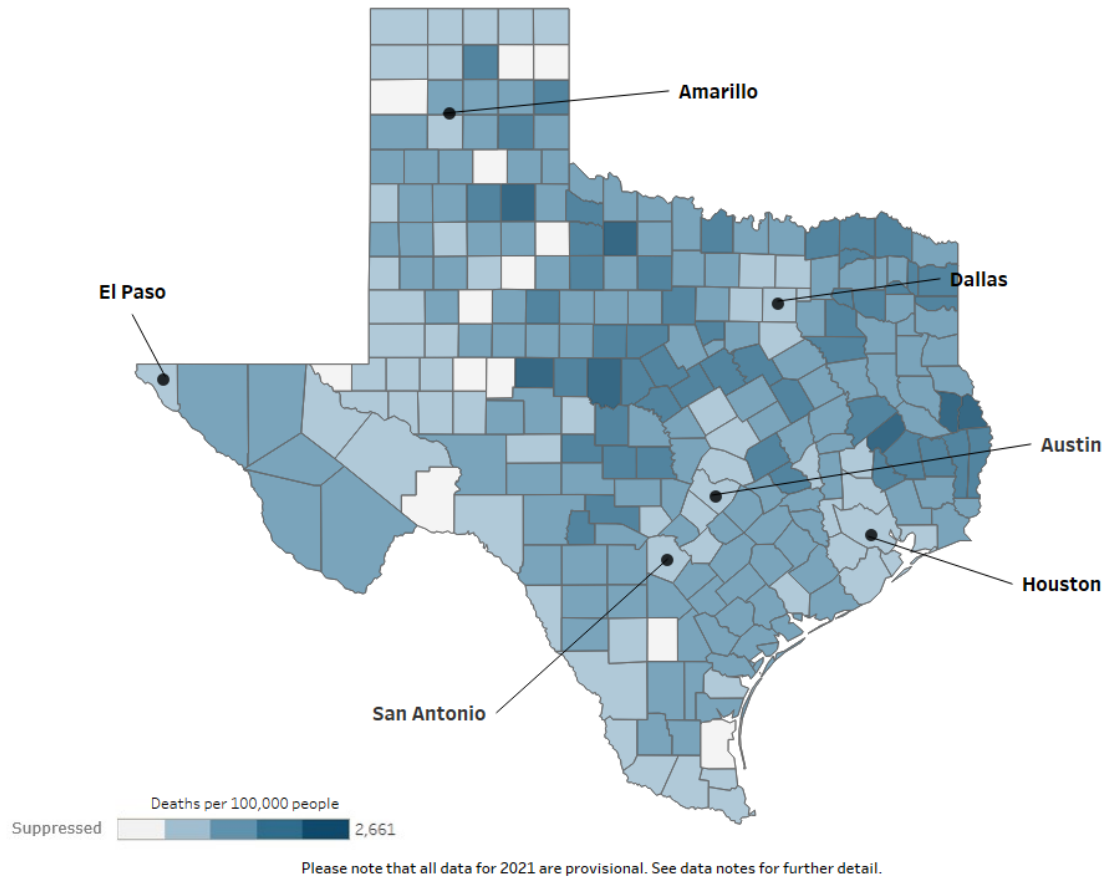 Amarillo
El Paso
Dallas
Austin
Houston
San Antonio
Deaths per 100,000 people
Suppressed 2,661
Please note that all data for 2021 are provisional. See data notes for further detail.